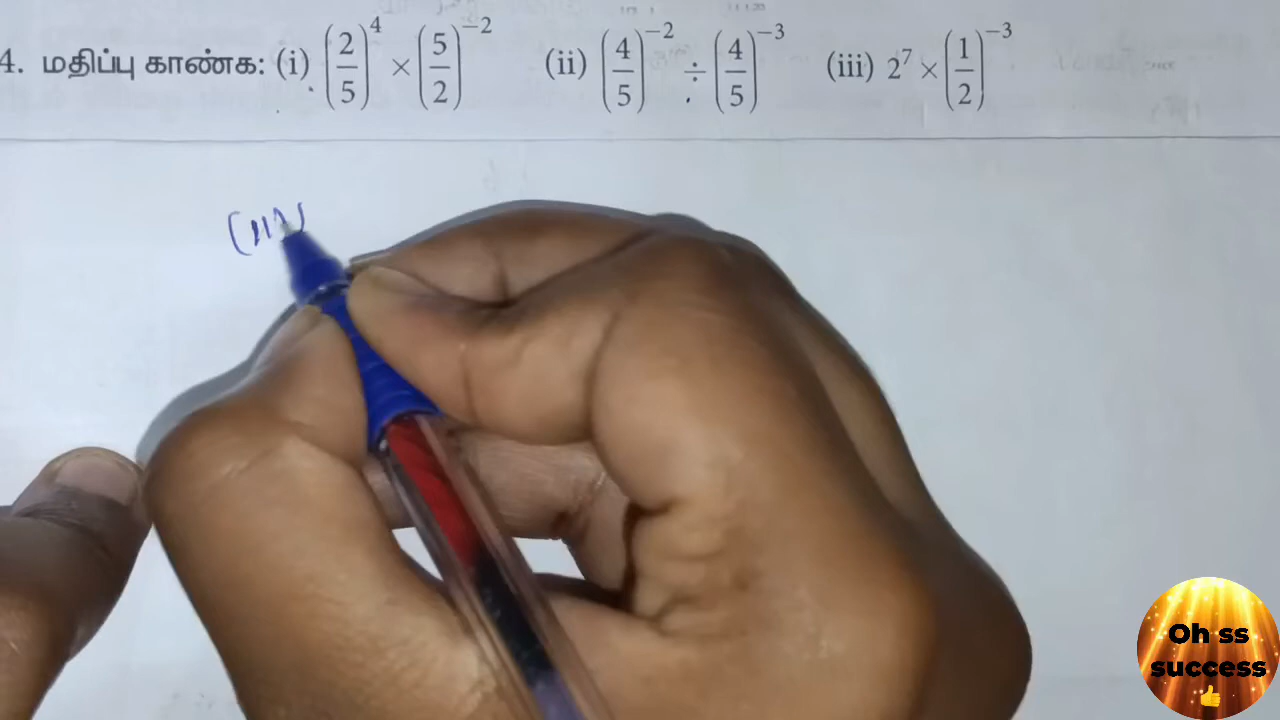 4. மதிப்பு காண்க: (i) (2/5)^4 × (5/2)^−2 (ii) (4/5)^−2 ÷ (4/5)^−3 (iii) 2^7 × (1/2)^−3
Oh ss
success